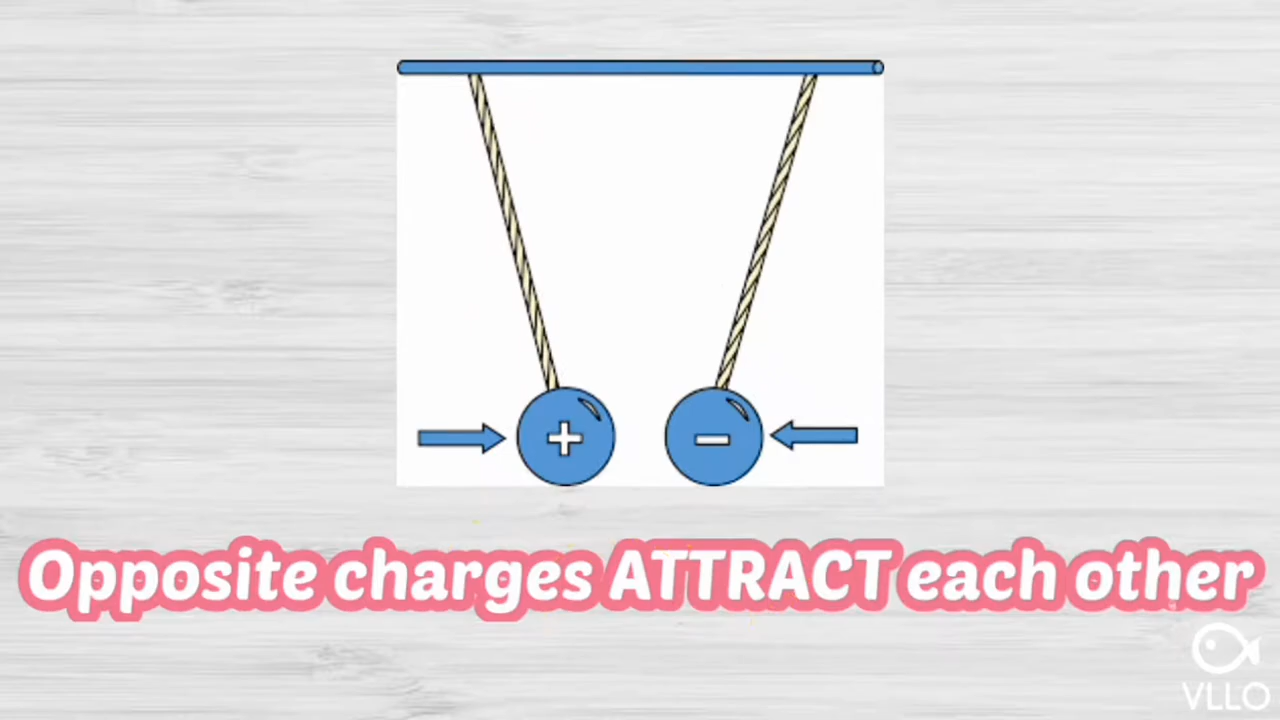 +
-
Opposite charges ATTRACT each other
VLLO